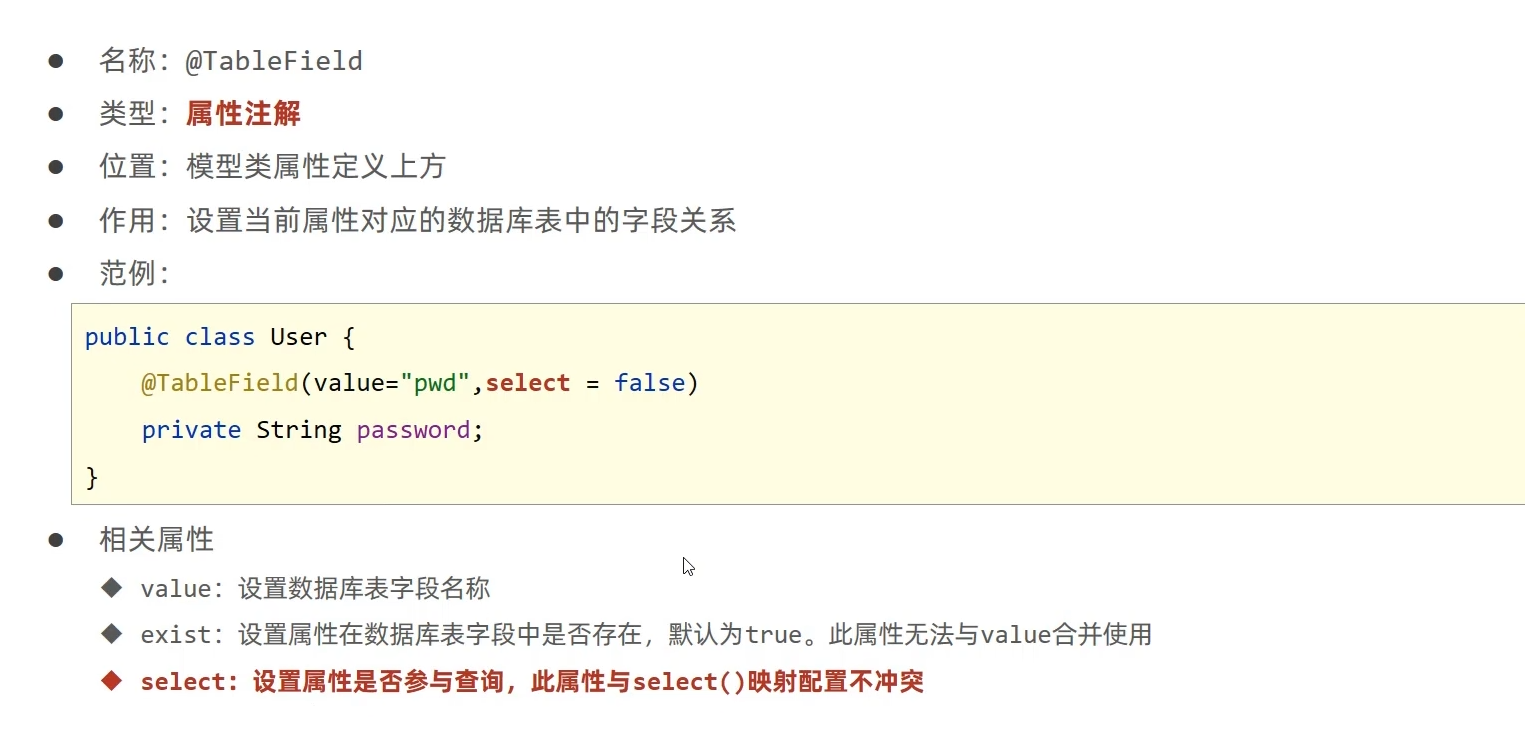 名称：@TableField
类型：属性注解
位置：模型类属性定义上方
作用：设置当前属性对应的数据库表中的字段关系
范例：
public class User {
@TableField(value="pwd",select = false)
private String password;
}
相关属性
value：设置数据库表字段名称
exist：设置属性在数据库表字段中是否存在，默认为true。此属性无法与value合并使用
select：设置属性是否参与查询，此属性与select()映射配置不冲突